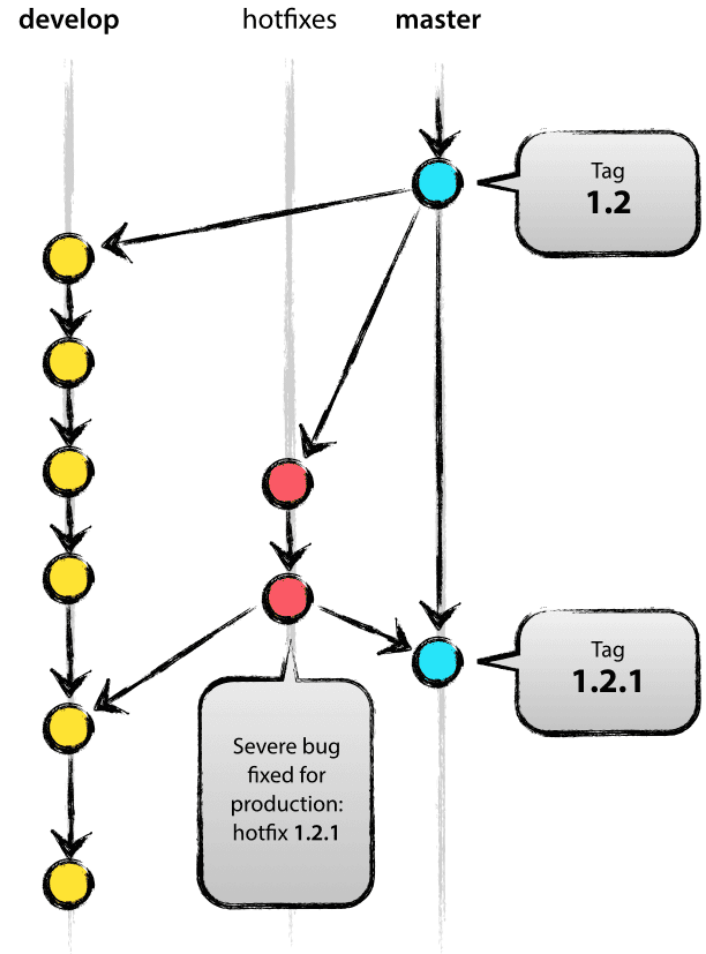 develop
hotfixes
master
Tag
1.2
Tag
1.2.1
Severe bug
fixed for
production:
hotfix 1.2.1